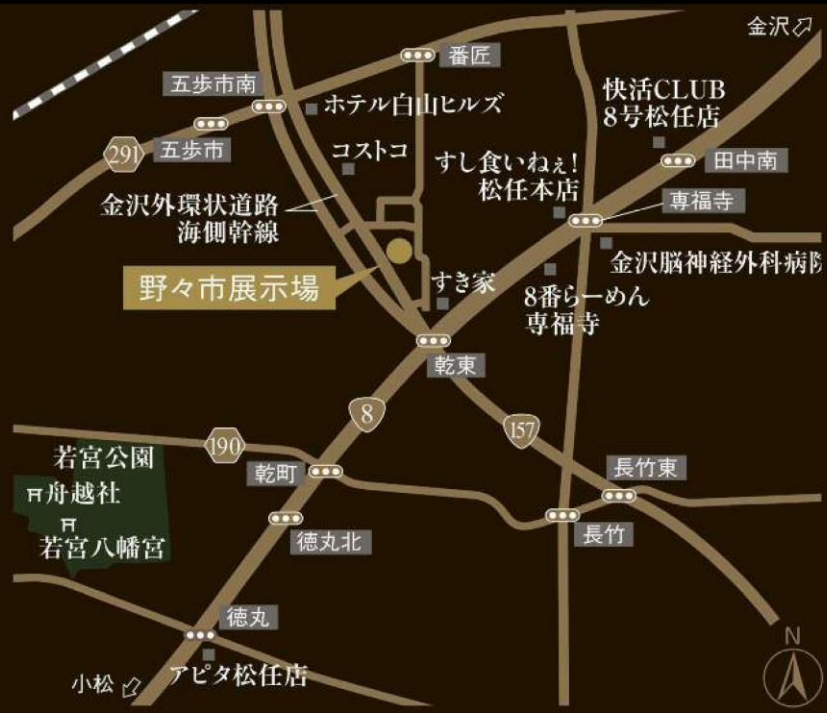 金沢
番匠
五歩市南
ホテル白山ヒルズ
快活CLUB
8号松任店
291
五歩市
コストコ
すし食いねぇ!
松任本店
田中南
専福寺
金沢外環状道路
海側幹線
金沢脳神経外科病院
野々市展示場
すき家
8番らーめん
専福寺
乾東
8
157
190
若宮公園
乾町
長竹東
舟越社
若宮八幡宮
徳丸北
長竹
徳丸
アピタ松任店
小松
N